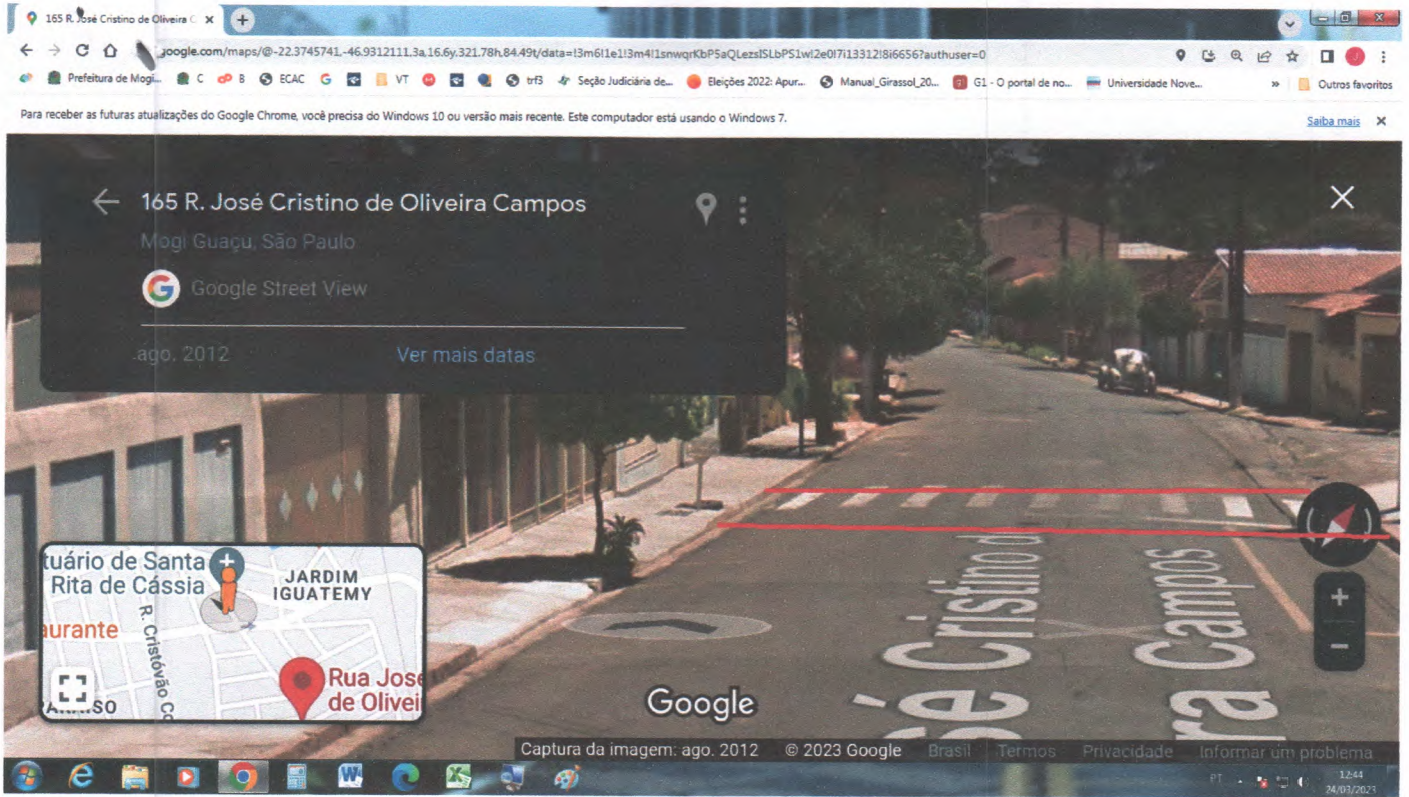 165 R. José Cristino de Oliveira C
google.com/maps/@-22.3745741,-46.9312111,3a,16.6y,321.78h,84.49t/data=!3m6!1e1!3m4!1snwqrKbP5aQLezsISLbPS1w!2e0!7i13312!8i6656?authuser=0
Prefeitura de Mogi... C B ECAC VT trf3 Seção Judiciária de... Eleições 2022: Apur... Manual_Girassol_20... G1 - O portal de no... Universidade Nove... » Outros favoritos
Para receber as futuras atualizações do Google Chrome, você precisa do Windows 10 ou versão mais recente. Este computador está usando o Windows 7. Saiba mais
165 R. José Cristino de Oliveira Campos
Mogi Guaçu, São Paulo
Google Street View
ago. 2012 Ver mais datas
tuário de Santa
Rita de Cássia
JARDIM
IGUATEMY
aurante
R. Cristóvão Co
Rua José
de Olivei
sé Cristino d
ra Campos
Google
Captura da imagem: ago. 2012 © 2023 Google Brasil Termos Privacidade Informar um problema
PT 12:44
24/03/2023